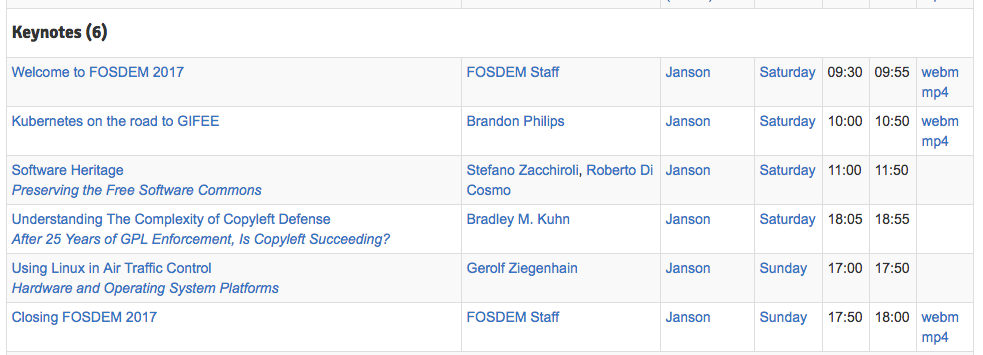 Keynotes (6)
Welcome to FOSDEM 2017 FOSDEM Staff Janson Saturday 09:30 09:55 webm
mp4
Kubernetes on the road to GIFEE Brandon Philips Janson Saturday 10:00 10:50 webm
mp4
Software Heritage Stefano Zacchiroli, Roberto Di Janson Saturday 11:00 11:50
Preserving the Free Software Commons Cosmo
Understanding The Complexity of Copyleft Defense Bradley M. Kuhn Janson Saturday 18:05 18:55
After 25 Years of GPL Enforcement, Is Copyleft Succeeding?
Using Linux in Air Traffic Control Gerolf Ziegenhain Janson Sunday 17:00 17:50
Hardware and Operating System Platforms
Closing FOSDEM 2017 FOSDEM Staff Janson Sunday 17:50 18:00 webm
mp4